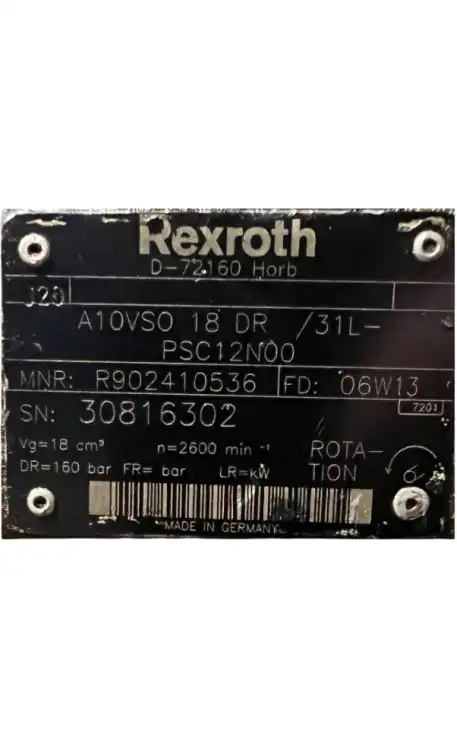 Rexroth
D-72160 Horb
J20
A10VSO 18 DR /31L-
PSC12N00
MNR: R902410536 FD: 06W13
SN: 30816302 7201
Vg=18 cm³ n=2600 min⁻¹ ROTA-
DR=160 bar FR= bar LR=kW TION
MADE IN GERMANY